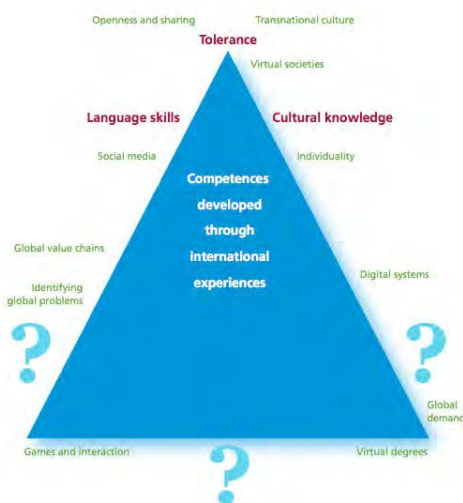 Openness and sharing
Transnational culture
Tolerance
Virtual societies
Language skills
Cultural knowledge
Social media
Individuality
Competences
developed
through
international
experiences
Global value chains
Digital systems
Identifying
global problems
?
?
Global
demand
Games and interaction
Virtual degrees
?